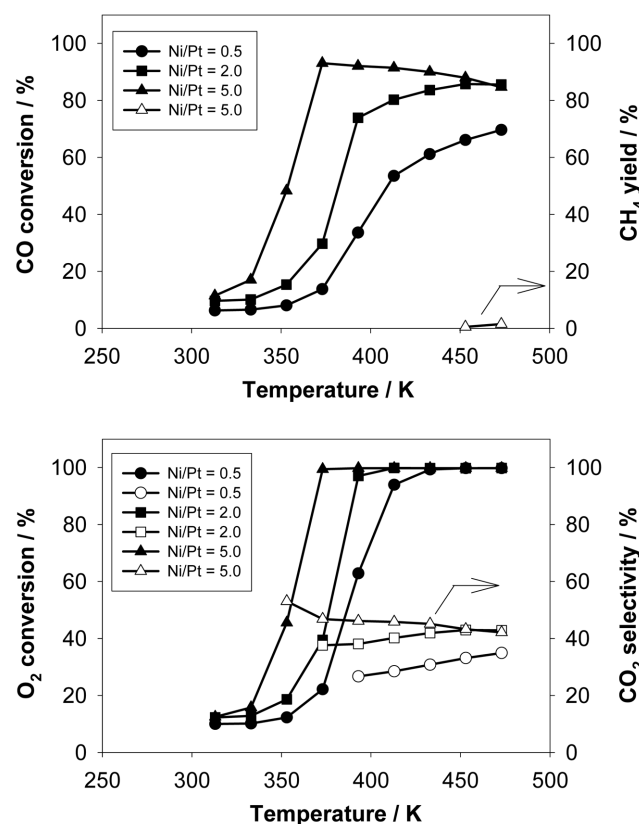 Ni/Pt = 0.5
Ni/Pt = 2.0
Ni/Pt = 5.0
Ni/Pt = 5.0
CO conversion / %
CH4 yield / %
100
80
60
40
20
0
100
80
60
40
20
0
250 300 350 400 450 500
Temperature / K
Ni/Pt = 0.5
Ni/Pt = 0.5
Ni/Pt = 2.0
Ni/Pt = 2.0
Ni/Pt = 5.0
Ni/Pt = 5.0
O2 conversion / %
CO2 selectivity / %
100
80
60
40
20
0
100
80
60
40
20
0
250 300 350 400 450 500
Temperature / K